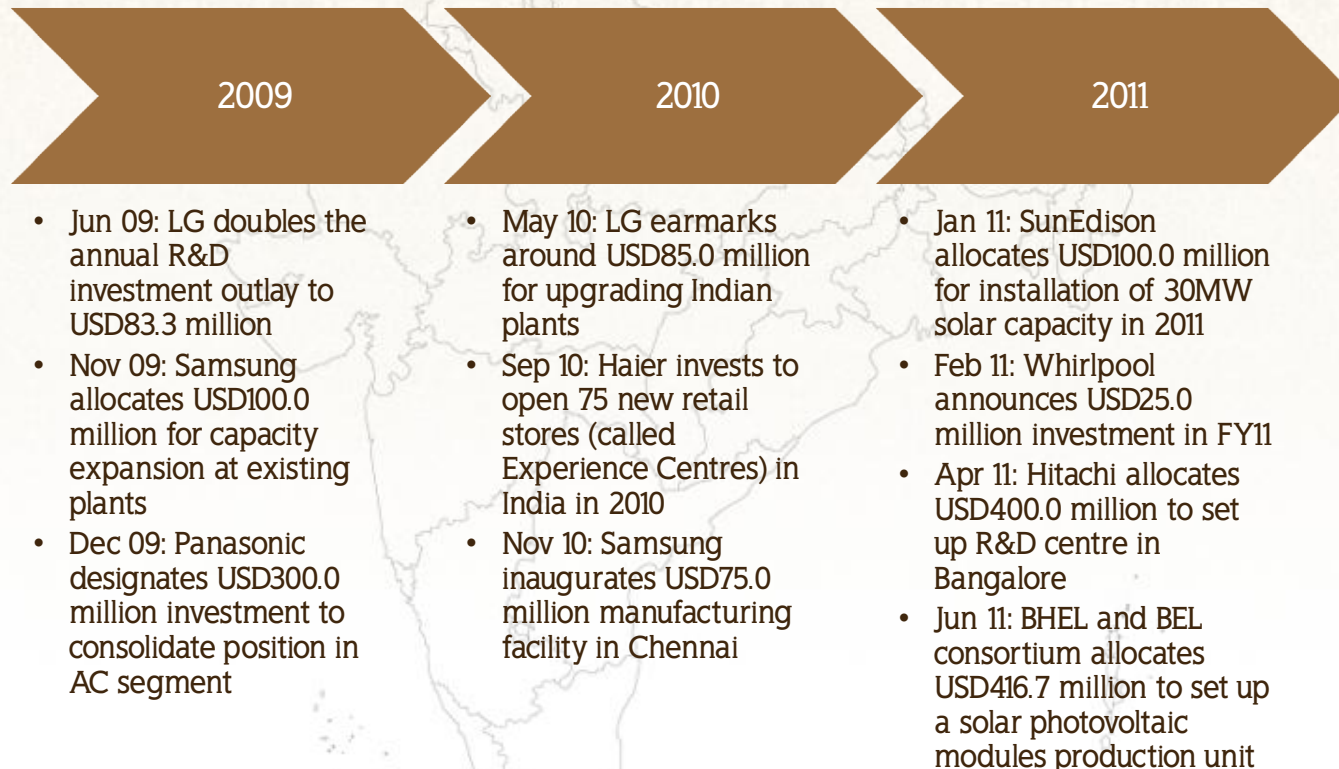 2009
• Jun 09: LG doubles the
annual R&D
investment outlay to
USD83.3 million
• Nov 09: Samsung
allocates USD100.0
million for capacity
expansion at existing
plants
• Dec 09: Panasonic
designates USD300.0
million investment to
consolidate position in
AC segment
2010
• May 10: LG earmarks
around USD85.0 million
for upgrading Indian
plants
• Sep 10: Haier invests to
open 75 new retail
stores (called
Experience Centres) in
India in 2010
• Nov 10: Samsung
inaugurates USD75.0
million manufacturing
facility in Chennai
2011
• Jan 11: SunEdison
allocates USD100.0 million
for installation of 30MW
solar capacity in 2011
• Feb 11: Whirlpool
announces USD25.0
million investment in FY11
• Apr 11: Hitachi allocates
USD400.0 million to set
up R&D centre in
Bangalore
• Jun 11: BHEL and BEL
consortium allocates
USD416.7 million to set up
a solar photovoltaic
modules production unit